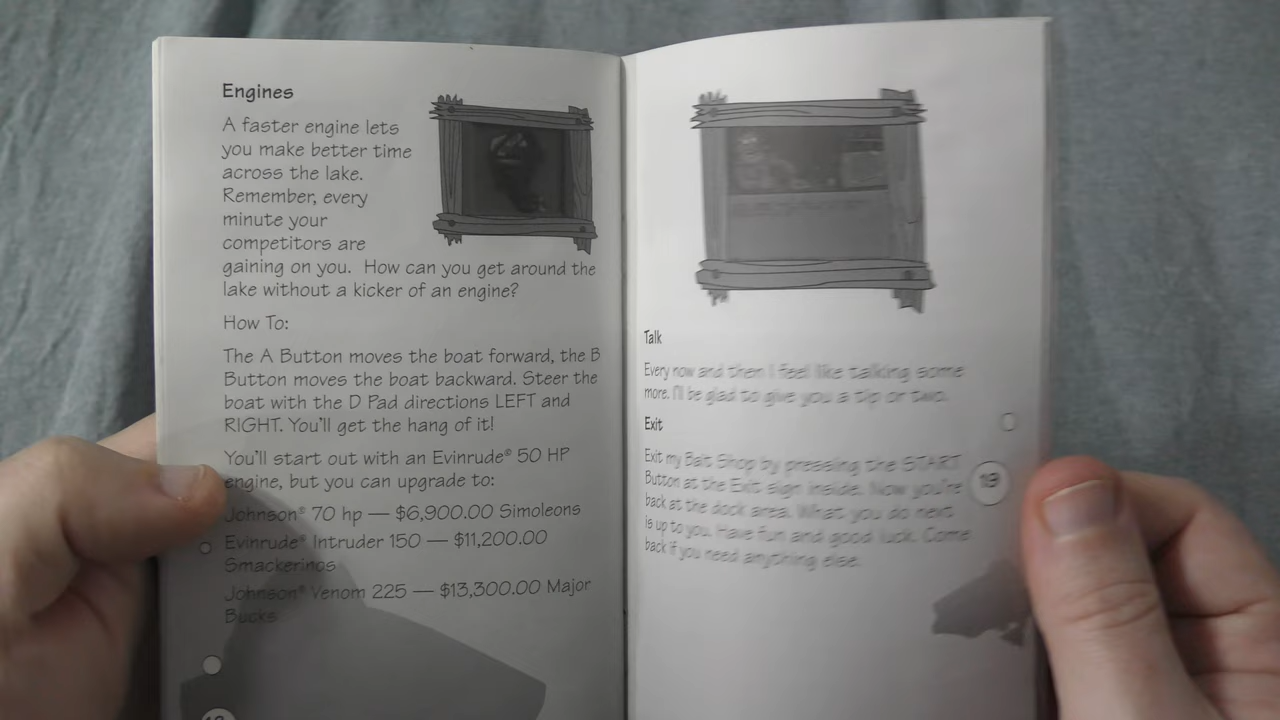 Engines
A faster engine lets
you make better time
across the lake.
Remember, every
minute your
competitors are
gaining on you. How can you get around the
lake without a kicker of an engine?
How To:
The A Button moves the boat forward, the B
Button moves the boat backward. Steer the
boat with the D Pad directions LEFT and
RIGHT. You'll get the hang of it!
You'll start out with an Evinrude® 50 HP
engine, but you can upgrade to:
Johnson® 70 hp — $6,900.00 Simoleons
Evinrude® Intruder 150 — $11,200.00
Smackerings
Johnson® Venom 225 — $13,300.00 Major
Bucks
Talk
Every now and then I feel like talking some
more. I'll be glad to give you a tip or two.
Exit
Exit my Bait Shop by pressing the START
Button at the Exit sign inside. Now you're
back at the dock area. What you do next
is up to you. Have fun and good luck. Come
back if you need anything else.
19